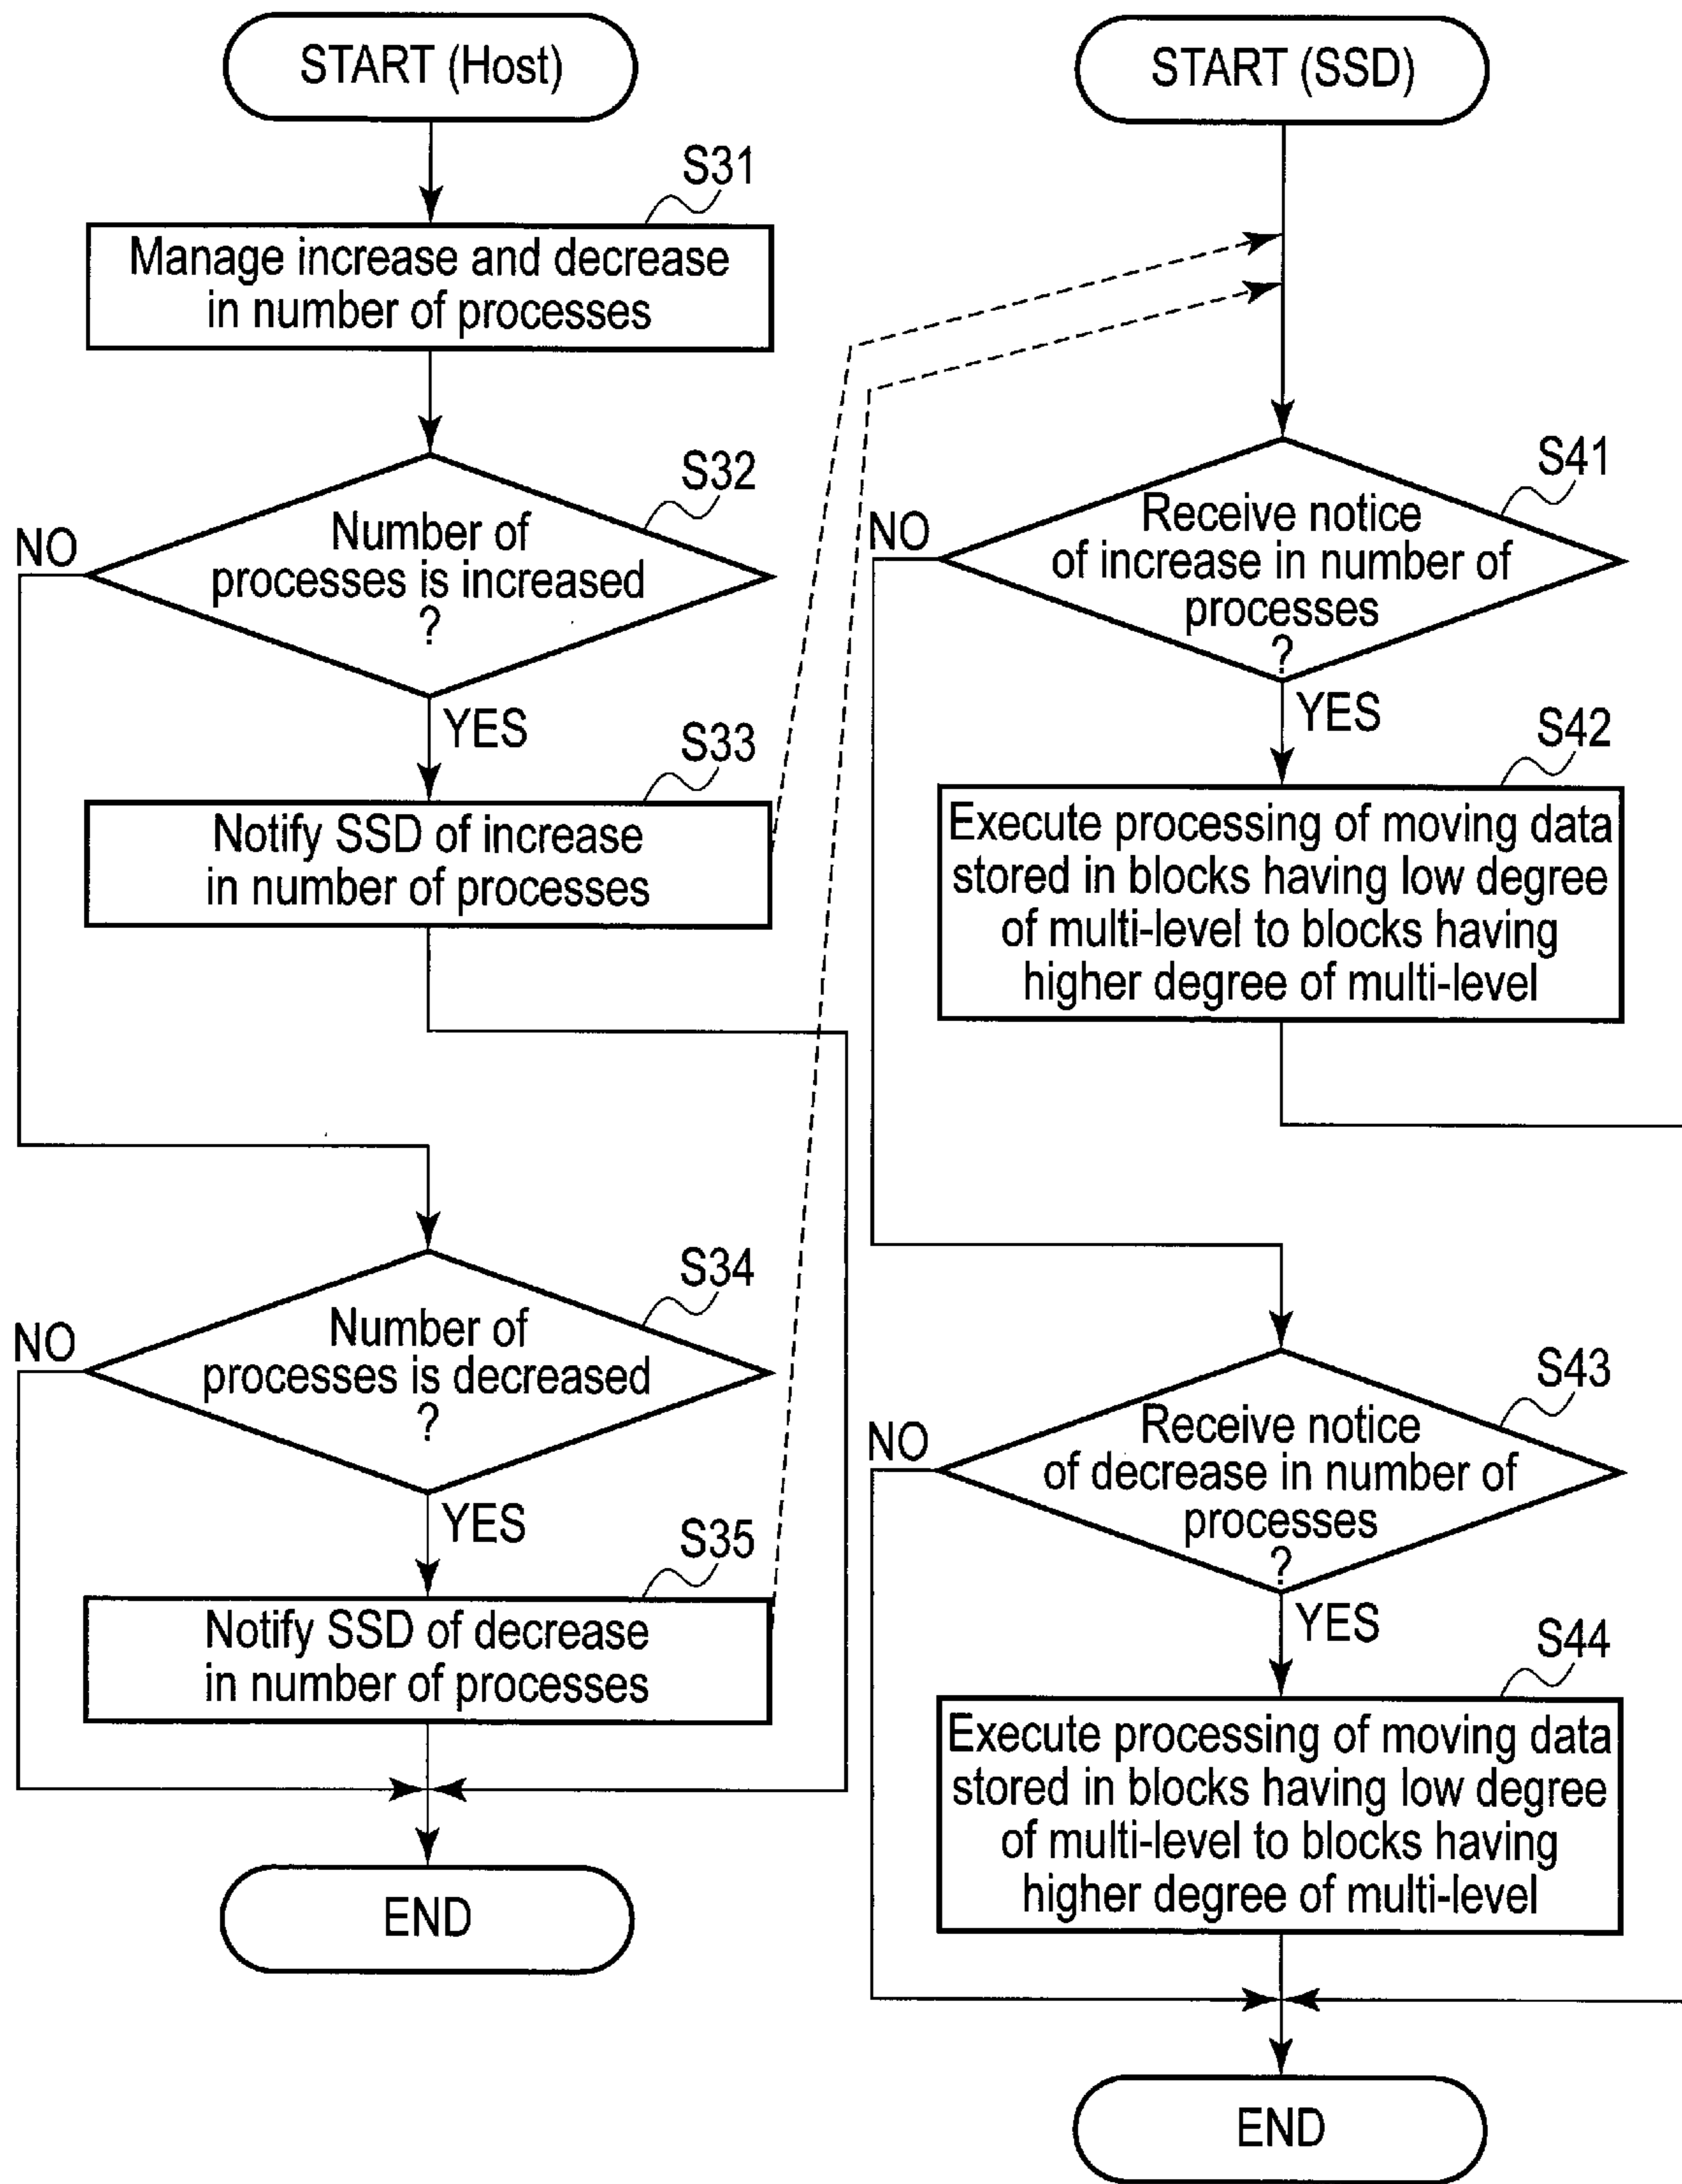 START (Host)
S31
Manage increase and decrease
in number of processes
S32
NO
Number of
processes is increased
?
YES
S33
Notify SSD of increase
in number of processes
S34
NO
Number of
processes is decreased
?
YES
S35
Notify SSD of decrease
in number of processes
END
START (SSD)
S41
NO
Receive notice
of increase in number of
processes
?
YES
S42
Execute processing of moving data
stored in blocks having low degree
of multi-level to blocks having
higher degree of multi-level
S43
NO
Receive notice
of decrease in number of
processes
?
YES
S44
Execute processing of moving data
stored in blocks having low degree
of multi-level to blocks having
higher degree of multi-level
END